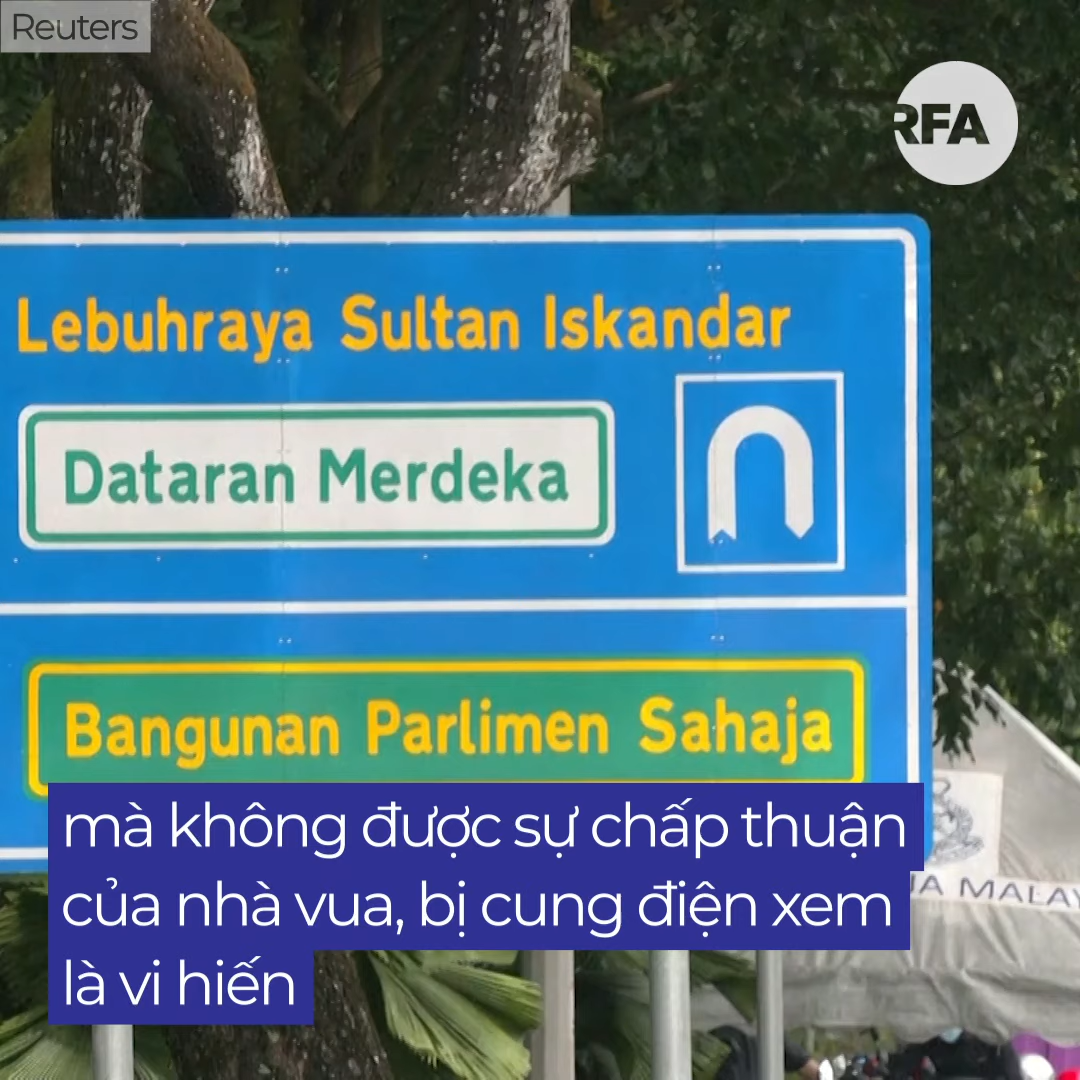 Reuters
RFA
Lebuhraya Sultan Iskandar
Dataran Merdeka
Bangunan Parlimen Sahaja
mà không được sự chấp thuận
của nhà vua, bị cung điện xem
là vi hiến